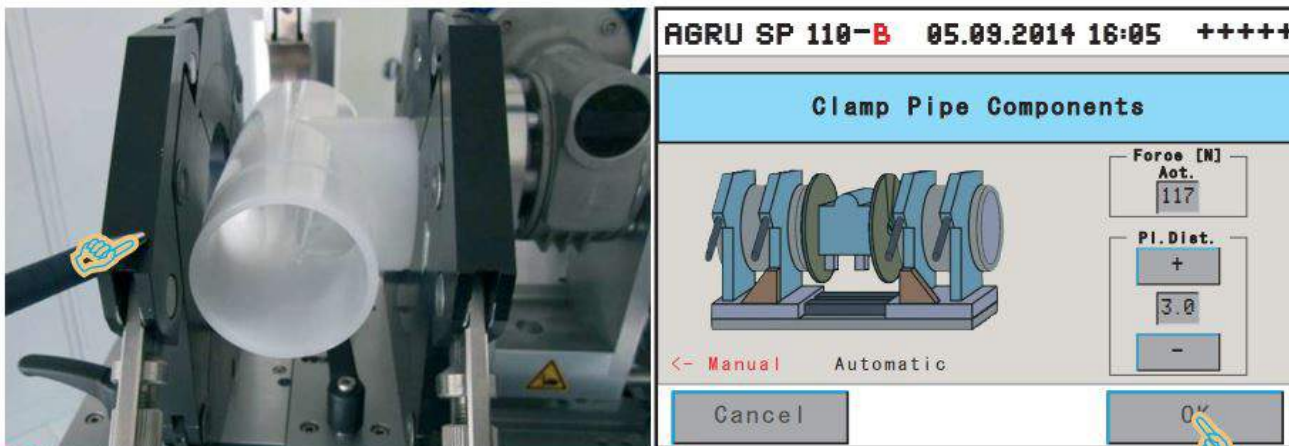 AGRU SP 110-B 05.09.2014 16:05 +++++
Clamp Pipe Components
Force [N]
Act.
117
Pl.Dist.
+
3.0
-
<- Manual Automatic
Cancel OK